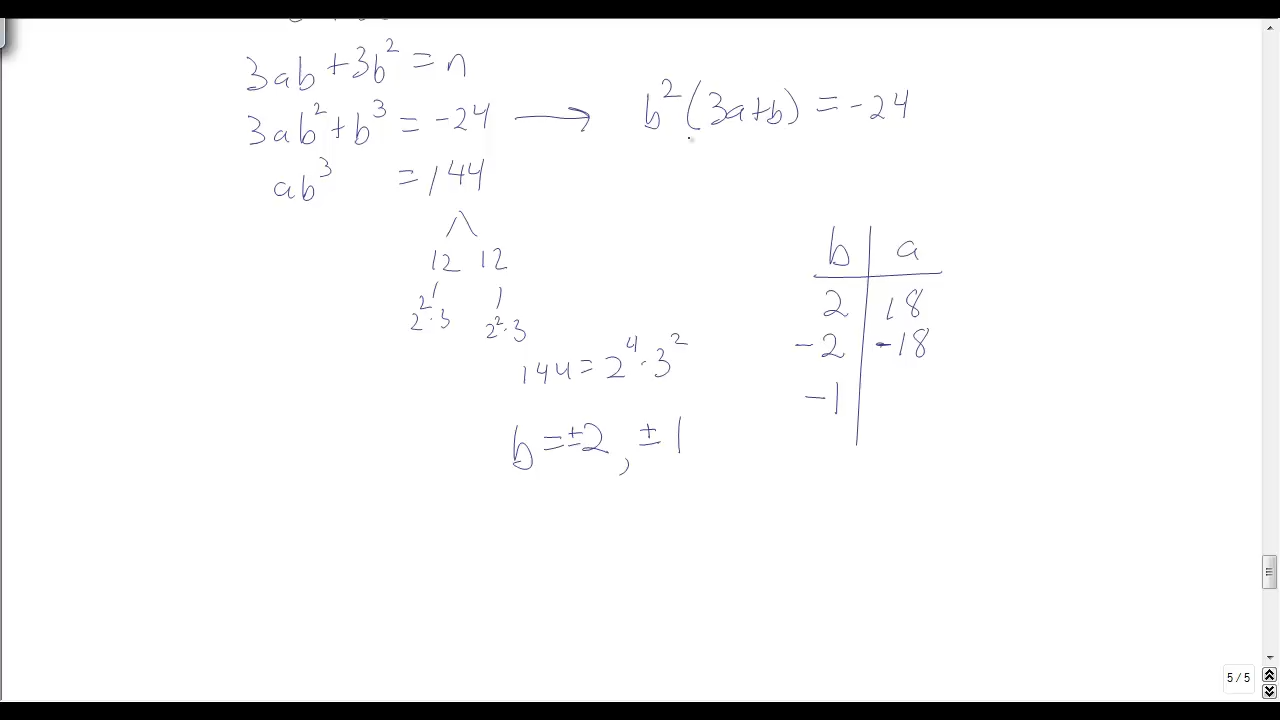 3ab + 3b² = n
3ab² + b³ = -24 → b²(3a+b) = -24
ab³ = 144
12 12
2²·3 2²·3
144 = 2⁴·3²
b = ±2, ±1
b a
2 18
-2 -18
-1
5 / 5